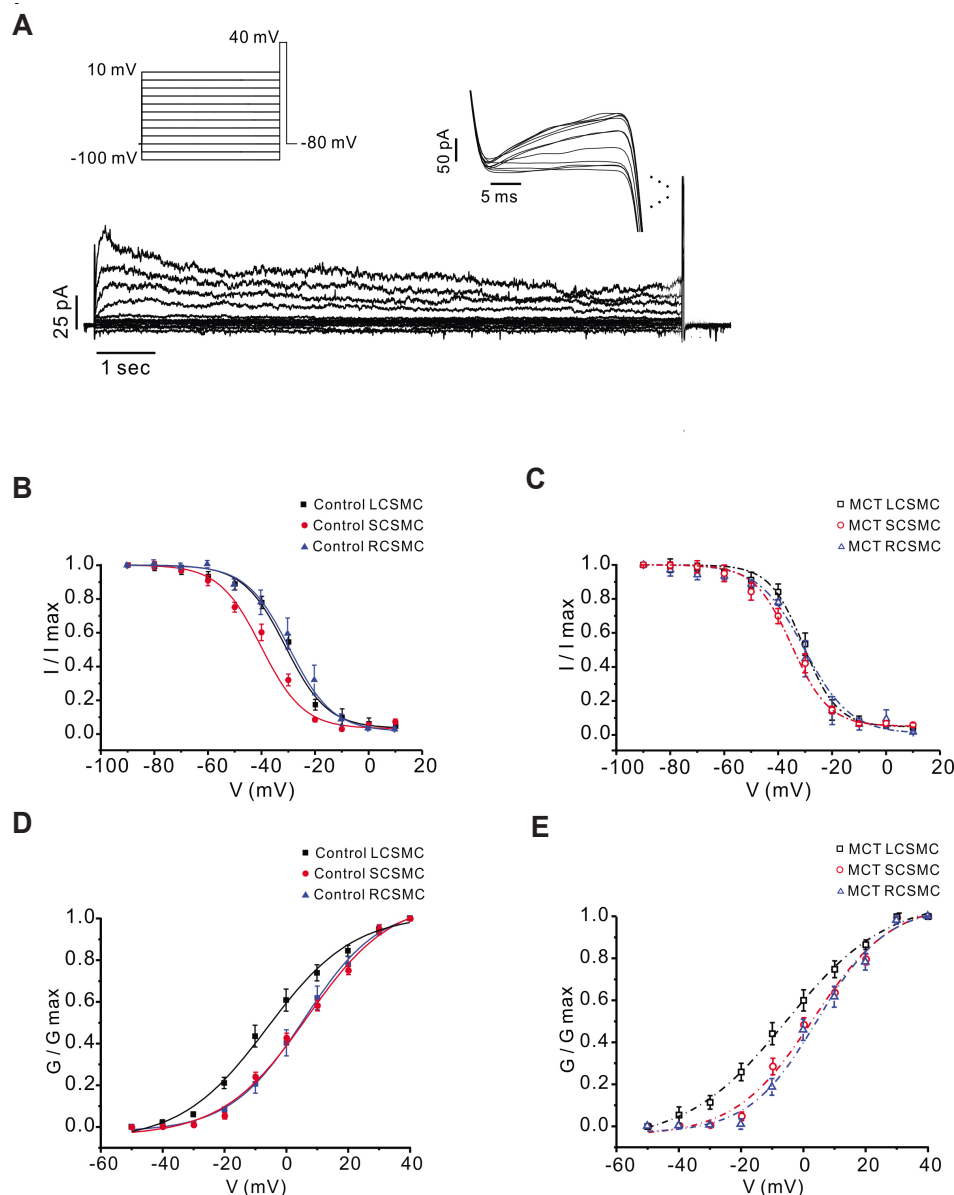 A
40 mV
10 mV
-80 mV
-100 mV
50 pA
5 ms
25 pA
1 sec
B
Control LCSMC
Control SCSMC
Control RCSMC
I / I max
1.0
0.8
0.6
0.4
0.2
0.0
-100 -80 -60 -40 -20 0 20
V (mV)
C
MCT LCSMC
MCT SCSMC
MCT RCSMC
I / I max
1.0
0.8
0.6
0.4
0.2
0.0
-100 -80 -60 -40 -20 0 20
V (mV)
D
Control LCSMC
Control SCSMC
Control RCSMC
G / G max
1.0
0.8
0.6
0.4
0.2
0.0
-60 -40 -20 0 20 40
V (mV)
E
MCT LCSMC
MCT SCSMC
MCT RCSMC
G / G max
1.0
0.8
0.6
0.4
0.2
0.0
-60 -40 -20 0 20 40
V (mV)